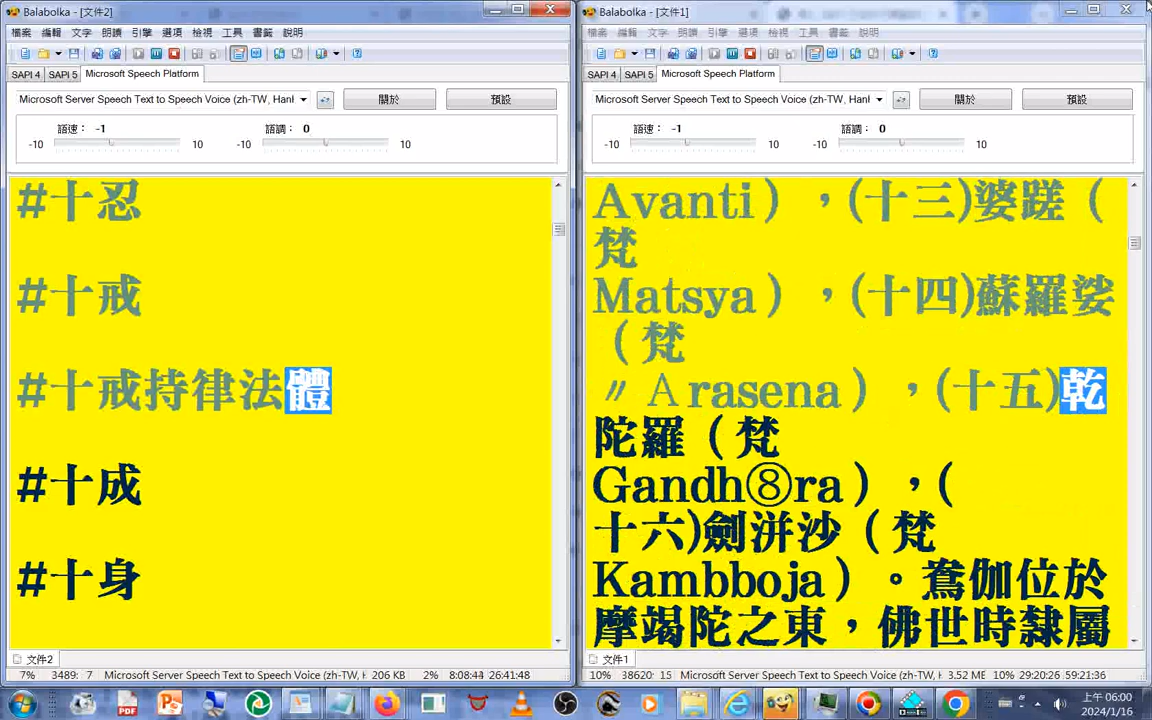 Balabolka - [文件2]
檔案 編輯 文字 朗讀 引擎 選項 檢視 工具 書籤 說明
SAPI 4 SAPI 5 Microsoft Speech Platform
Microsoft Server Speech Text to Speech Voice (zh-TW, Hanl
關於 預設
語速： -1 語調： 0
-10 10 -10 10
#十忍
#十戒
#十戒持律法體
#十成
#十身
文件2
7% 3489: 7 Microsoft Server Speech Text to Speech Voice (zh-TW, H 206 KB 2% 8:08:44 26:41:48
Balabolka - [文件1]
檔案 編輯 文字 朗讀 引擎 選項 檢視 工具 書籤 說明
SAPI 4 SAPI 5 Microsoft Speech Platform
Microsoft Server Speech Text to Speech Voice (zh-TW, Hanl
關於 預設
語速： -1 語調： 0
-10 10 -10 10
Avanti），(十三)婆蹉（
梵
Matsya），(十四)蘇羅娑
（梵
〃Ａrasena），(十五)乾
陀羅（梵
Gandh⑧ra），(
十六)劍洴沙（梵
Kambboja）。鴦伽位於
摩竭陀之東，佛世時隸屬
文件1
10% 38620: 15 Microsoft Server Speech Text to Speech Voice (zh-TW, Hanl 3.52 MB 10% 29:20:26 59:21:36
上午 06:00
2024/1/16